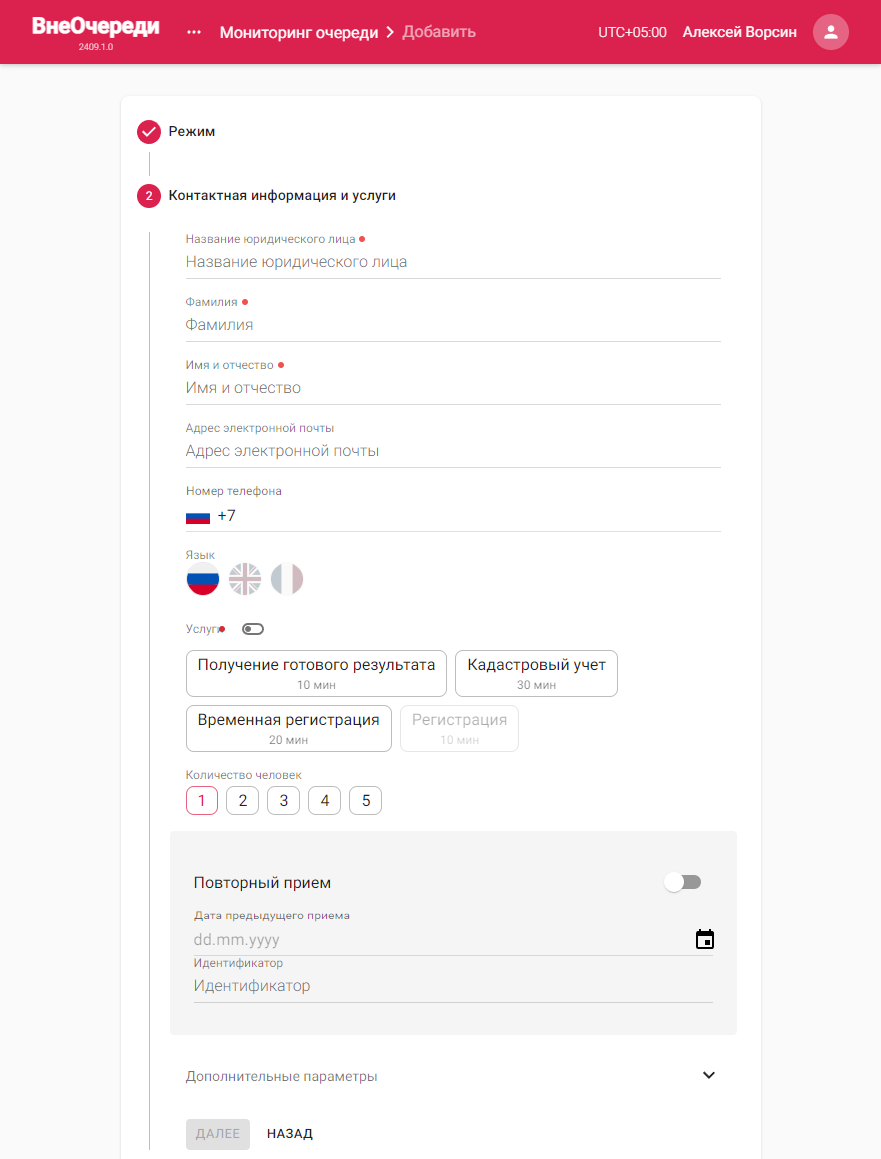 ВнеОчереди
2409.1.0
••• Мониторинг очереди > Добавить
UTC+05:00 Алексей Ворсин
Режим
2 Контактная информация и услуги
Название юридического лица
Название юридического лица
Фамилия
Фамилия
Имя и отчество
Имя и отчество
Адрес электронной почты
Адрес электронной почты
Номер телефона
+7
Язык
Услуги
Получение готового результата
10 мин
Кадастровый учет
30 мин
Временная регистрация
20 мин
Регистрация
10 мин
Количество человек
1 2 3 4 5
Повторный прием
Дата предыдущего приема
dd.mm.yyyy
Идентификатор
Идентификатор
Дополнительные параметры
ДАЛЕЕ НАЗАД